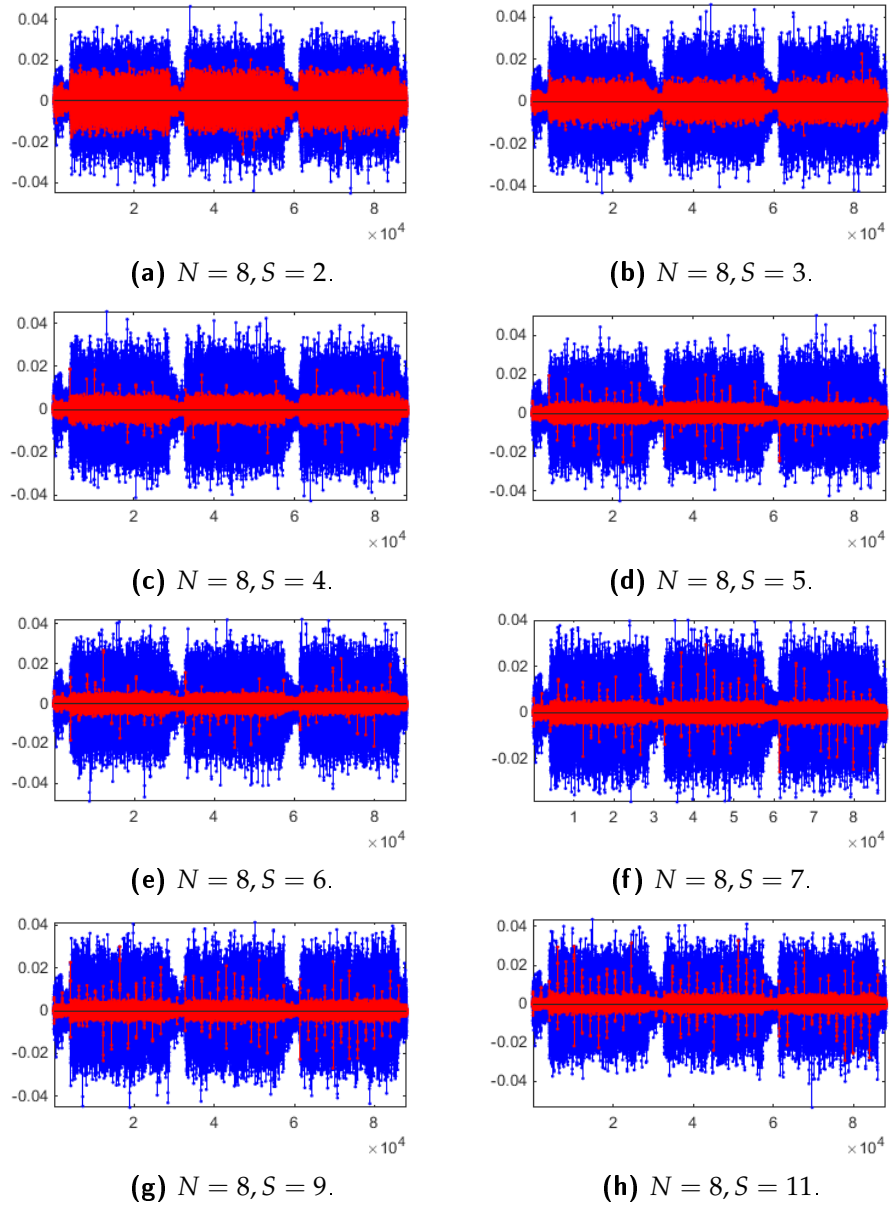 0.04
0.02
0
-0.02
-0.04
2 4 6 8
×10^4
(a) N = 8, S = 2.
0.04
0.02
0
-0.02
-0.04
2 4 6 8
×10^4
(b) N = 8, S = 3.
0.04
0.02
0
-0.02
-0.04
2 4 6 8
×10^4
(c) N = 8, S = 4.
0.04
0.02
0
-0.02
-0.04
2 4 6 8
×10^4
(d) N = 8, S = 5.
0.04
0.02
0
-0.02
-0.04
2 4 6 8
×10^4
(e) N = 8, S = 6.
0.04
0.02
0
-0.02
1 2 3 4 5 6 7 8
×10^4
(f) N = 8, S = 7.
0.04
0.02
0
-0.02
-0.04
2 4 6 8
×10^4
(g) N = 8, S = 9.
0.04
0.02
0
-0.02
-0.04
2 4 6 8
×10^4
(h) N = 8, S = 11.